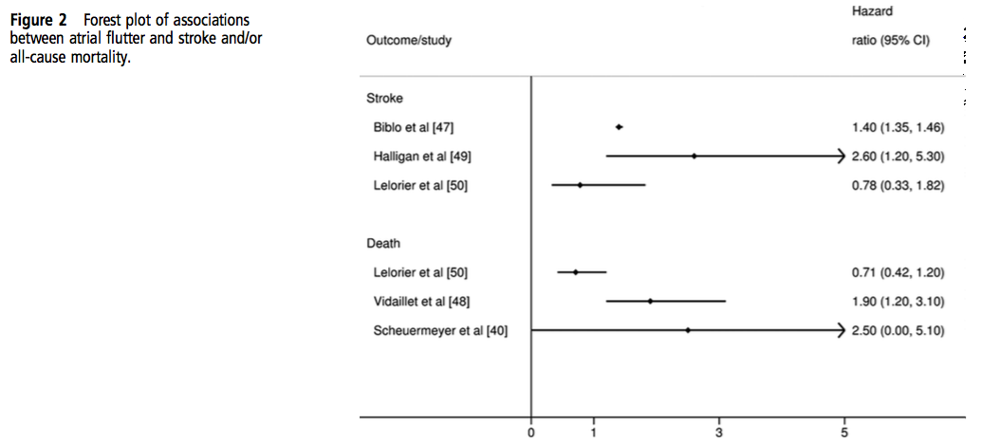 Figure 2 Forest plot of associations
between atrial flutter and stroke and/or
all-cause mortality.
Hazard
Outcome/study ratio (95% CI)
Stroke
Biblo et al [47] 1.40 (1.35, 1.46)
Halligan et al [49] 2.60 (1.20, 5.30)
Lelorier et al [50] 0.78 (0.33, 1.82)
Death
Lelorier et al [50] 0.71 (0.42, 1.20)
Vidaillet et al [48] 1.90 (1.20, 3.10)
Scheuermeyer et al [40] 2.50 (0.00, 5.10)
0 1 3 5